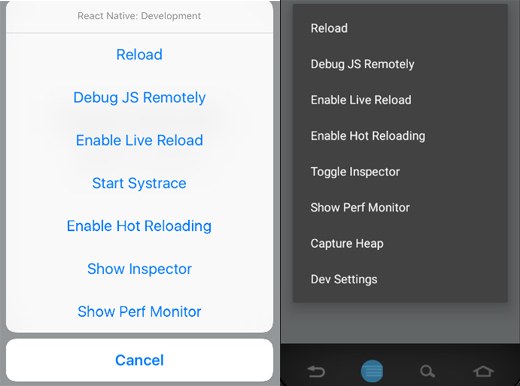 React Native: Development
Reload
Debug JS Remotely
Enable Live Reload
Start Systrace
Enable Hot Reloading
Show Inspector
Show Perf Monitor
Cancel
Reload
Debug JS Remotely
Enable Live Reload
Enable Hot Reloading
Toggle Inspector
Show Perf Monitor
Capture Heap
Dev Settings